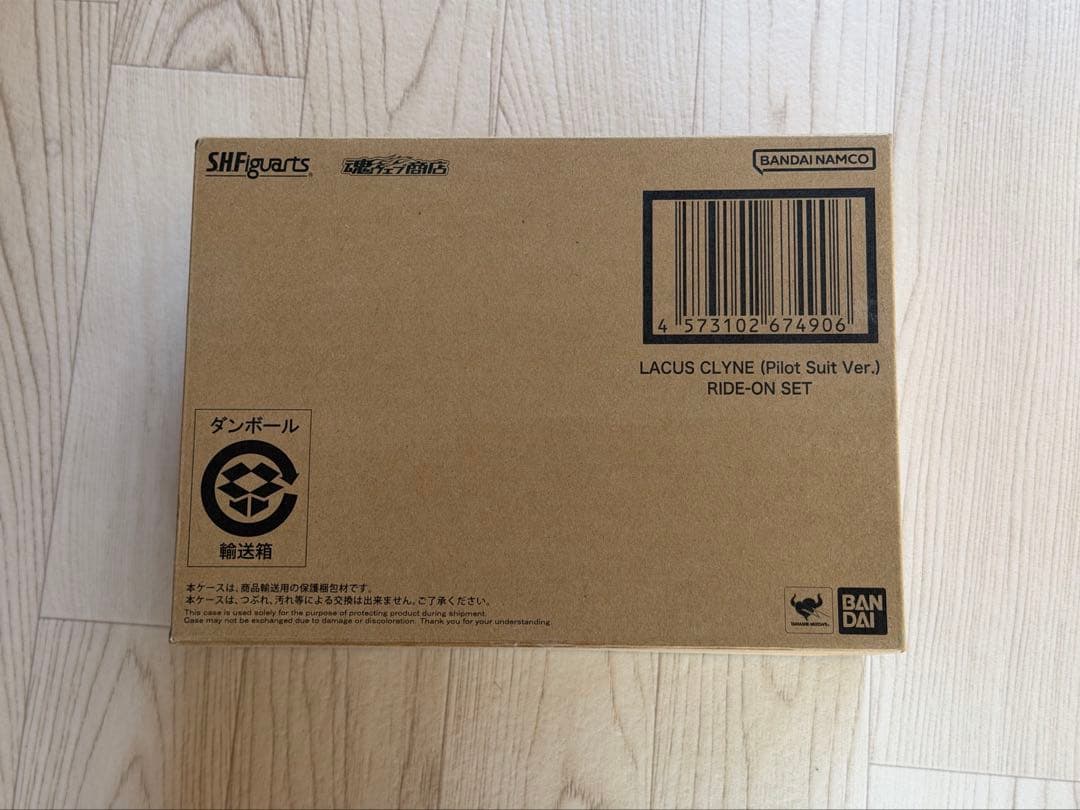 S.H.Figuarts
魂ウェブ商店
BANDAI NAMCO
4 573102 674906
LACUS CLYNE (Pilot Suit Ver.)
RIDE-ON SET
ダンボール
輸送箱
本ケースは、商品輸送用の保護梱包材です。
本ケースは、つぶれ、汚れ等による交換は出来ません。ご了承ください。
This case is used solely for the purpose of protecting product during shipment.
Case may not be exchanged due to damage or discoloration. Thank you for your understanding.
TAMASHII NATIONS
BAN
DAI